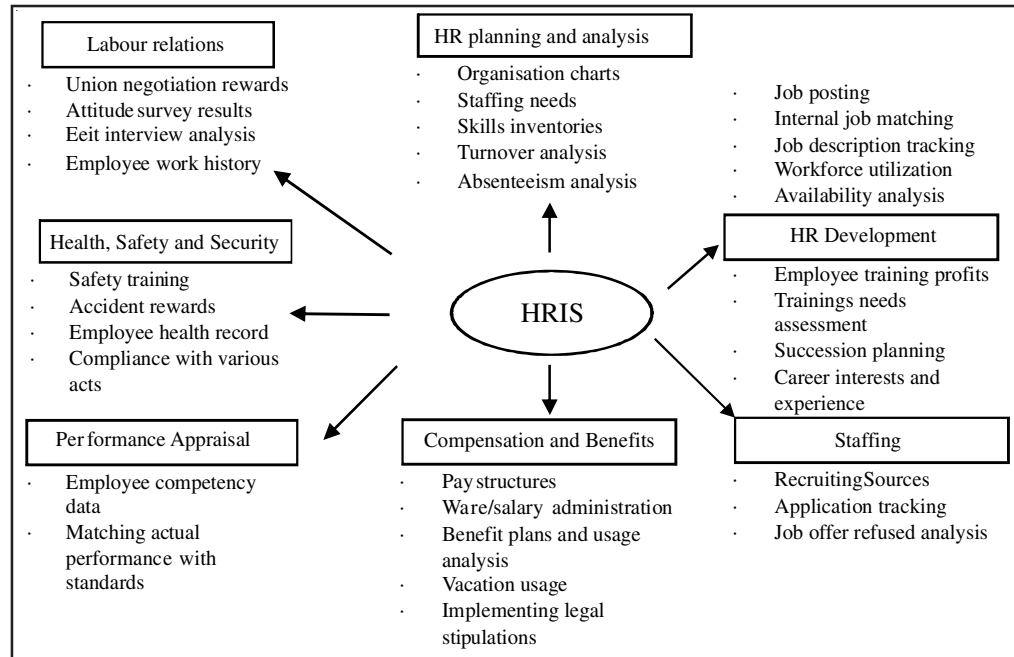 Labour relations
· Union negotiation rewards
· Attitude survey results
· Eeit interview analysis
· Employee work history
HR planning and analysis
· Organisation charts
· Staffing needs
· Skills inventories
· Turnover analysis
· Absenteeism analysis
· Job posting
· Internal job matching
· Job description tracking
· Workforce utilization
· Availability analysis
Health, Safety and Security
· Safety training
· Accident rewards
· Employee health record
· Compliance with various
acts
HRIS
HR Development
· Employee training profits
· Trainings needs
assessment
· Succession planning
· Career interests and
experience
Performance Appraisal
· Employee competency
data
· Matching actual
performance with
standards
Compensation and Benefits
· Pay structures
· Ware/salary administration
· Benefit plans and usage
analysis
· Vacation usage
· Implementing legal
stipulations
Staffing
· RecruitingSources
· Application tracking
· Job offer refused analysis